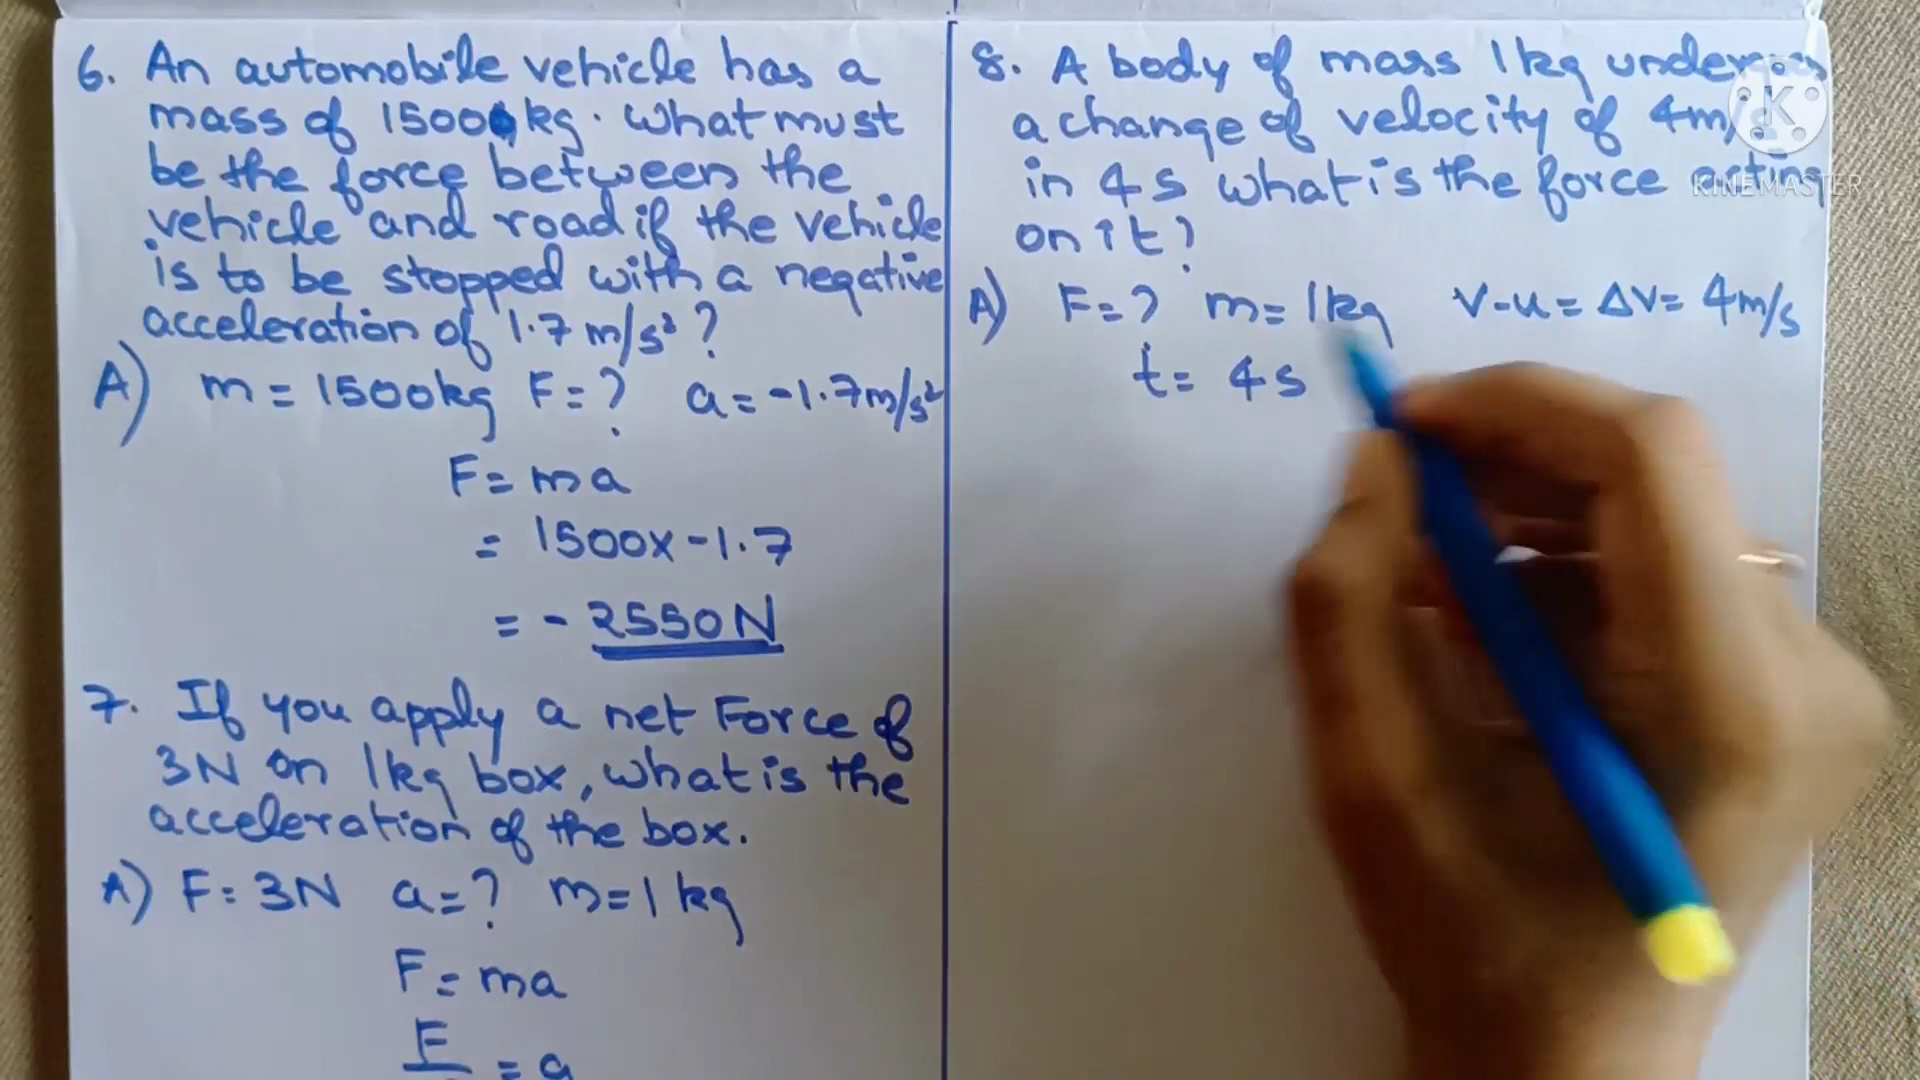 6. An automobile vehicle has a
mass of 1500 kg. What must
be the force between the
vehicle and road if the vehicle
is to be stopped with a negative
acceleration of 1.7 m/s² ?
A) m = 1500kg F = ? a = -1.7m/s²
F = ma
= 1500x-1.7
= - 2550N
7. If you apply a net Force of
3N on 1kg box, what is the
acceleration of the box.
A) F = 3N a = ? m = 1 kg
F = ma
F
= a
8. A body of mass 1kg
a change of velocity of 4m/s
in 4s what is the force
on it?
A) F = ? m = 1kg V-u = ΔV = 4m/s
t = 4s
K
KINEMASTER